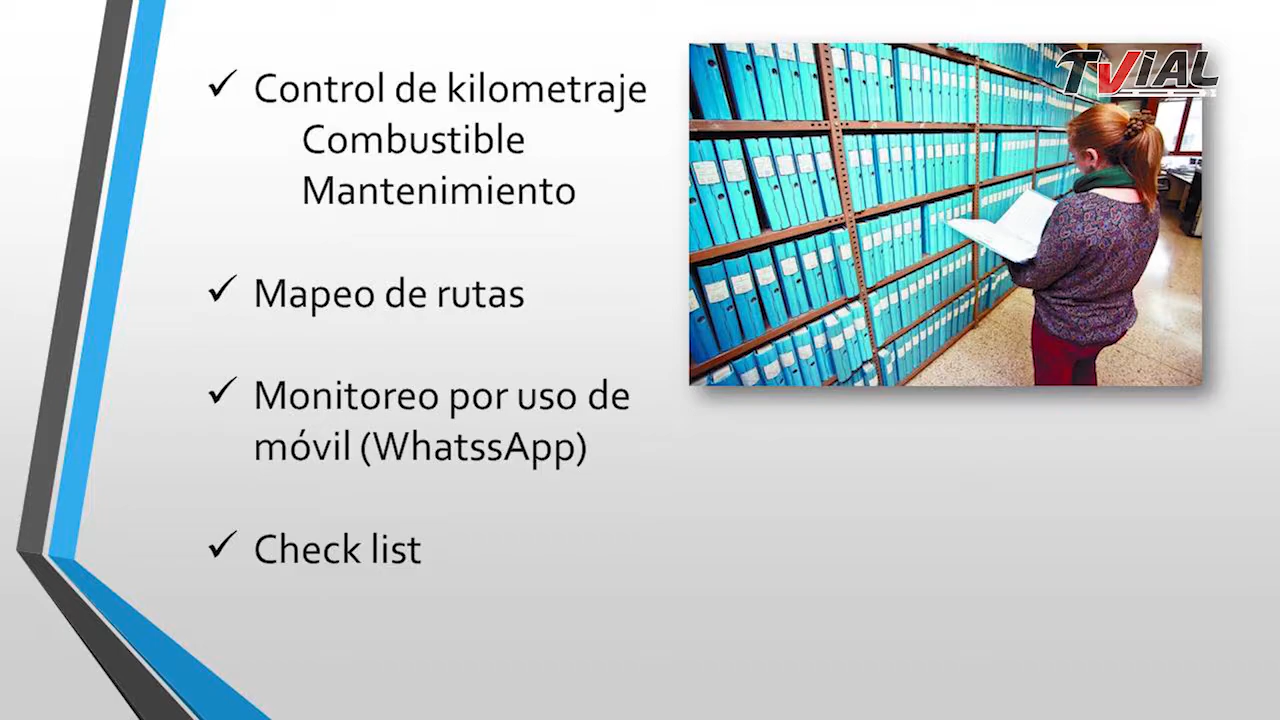 Control de kilometraje
Combustible
Mantenimiento
Mapeo de rutas
Monitoreo por uso de
móvil (WhatssApp)
Check list
TVIAL